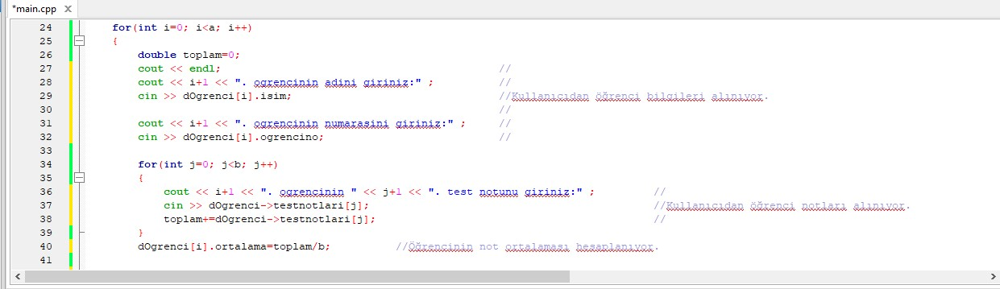 *main.cpp X
24 for(int i=0; i<a; i++)
25 {
26 double toplam=0;
27 cout << endl; //
28 cout << i+1 << ". ogrencinin adini giriniz:" ; //
29 cin >> dOgrenci[i].isim; //Kullanıcıdan öğrenci bilgileri alınıyor.
30 //
31 cout << i+1 << ". ogrencinin numarasini giriniz:" ; //
32 cin >> dOgrenci[i].ogrencino; //
33
34 for(int j=0; j<b; j++)
35 {
36 cout << i+1 << ". ogrencinin " << j+1 << ". test notunu giriniz:" ; //
37 cin >> dOgrenci->testnotlari[j]; //Kullanıcıdan öğrenci notları alınıyor.
38 toplam+=dOgrenci->testnotlari[j]; //
39 }
40 dOgrenci[i].ortalama=toplam/b; //Öğrencinin not ortalaması hesaplanıyor.
41